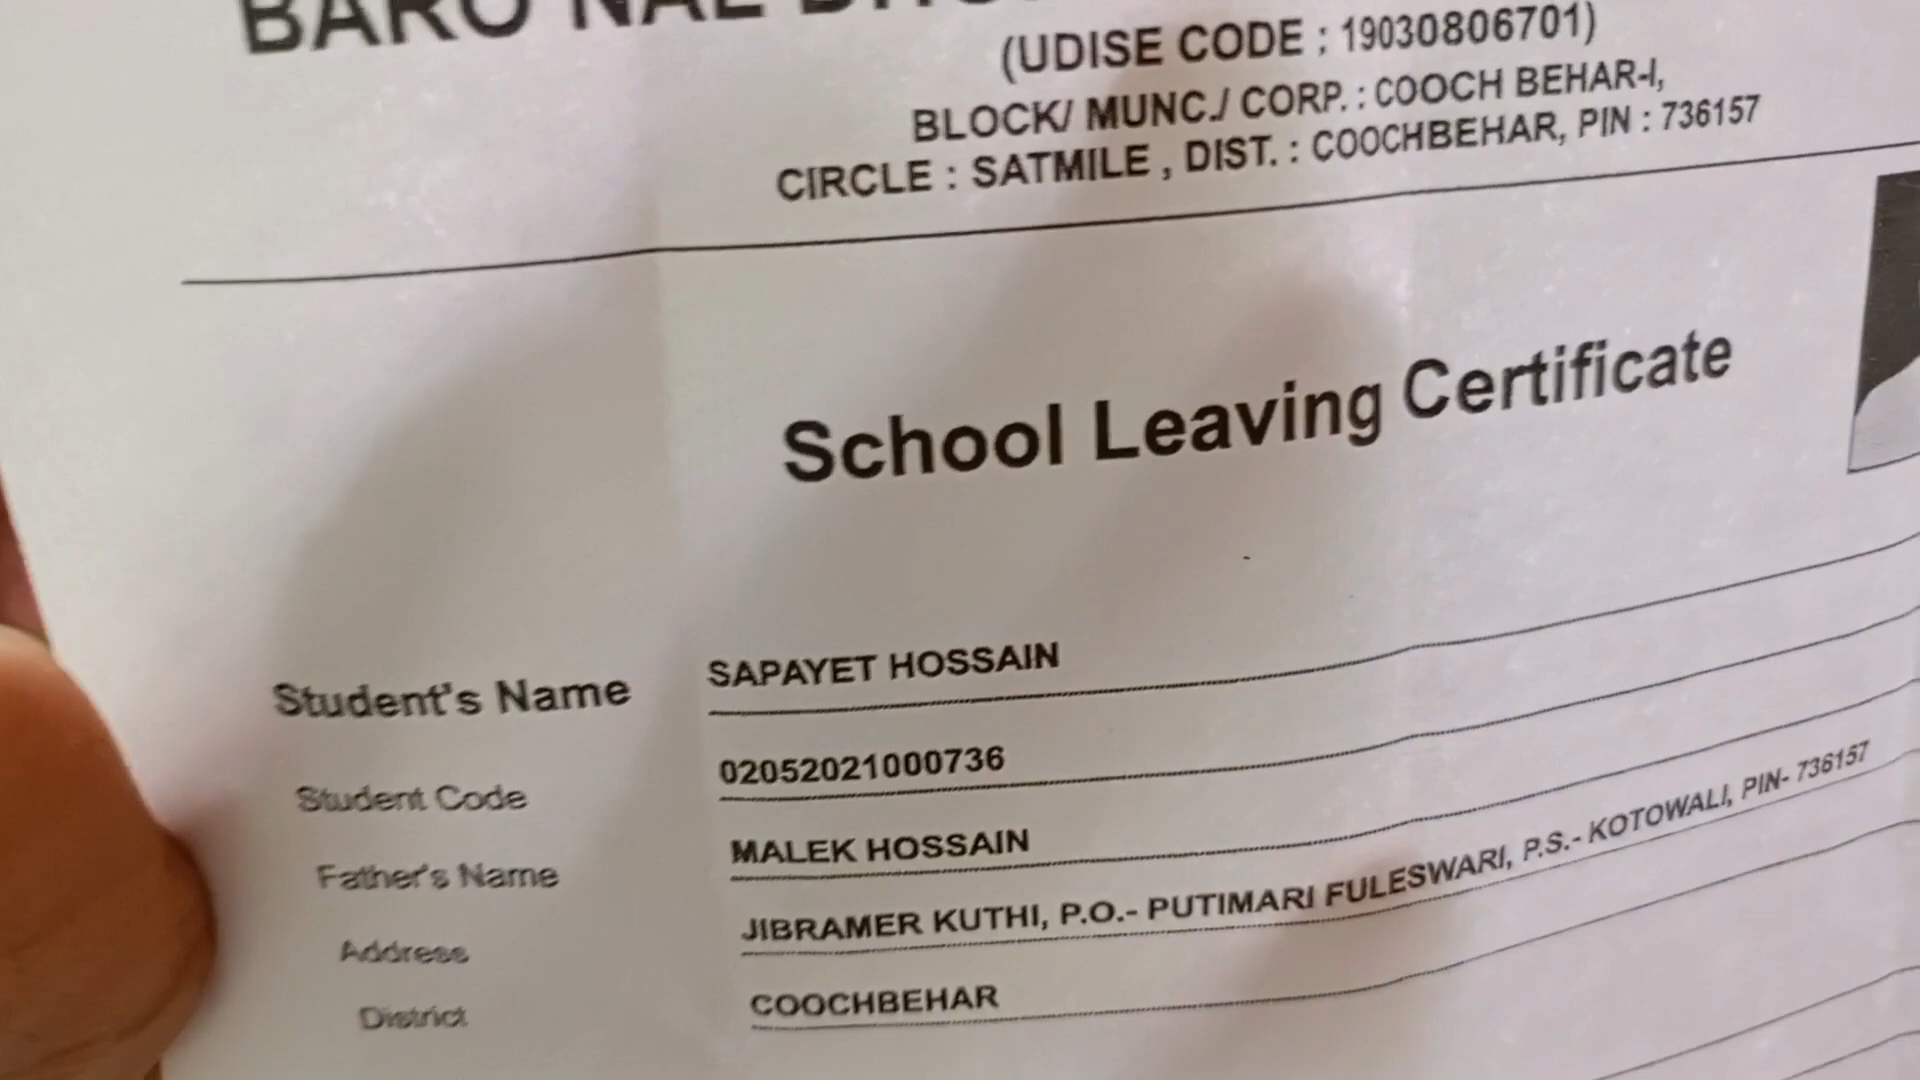 BARO NAL
(UDISE CODE : 19030806701)
BLOCK/ MUNC./ CORP. : COOCH BEHAR-I,
CIRCLE : SATMILE , DIST. : COOCHBEHAR, PIN : 736157
School Leaving Certificate
Student's Name SAPAYET HOSSAIN
Student Code 02052021000736
Father's Name MALEK HOSSAIN
Address JIBRAMER KUTHI, P.O.- PUTIMARI FULESWARI, P.S.- KOTOWALI, PIN- 736157
District COOCHBEHAR